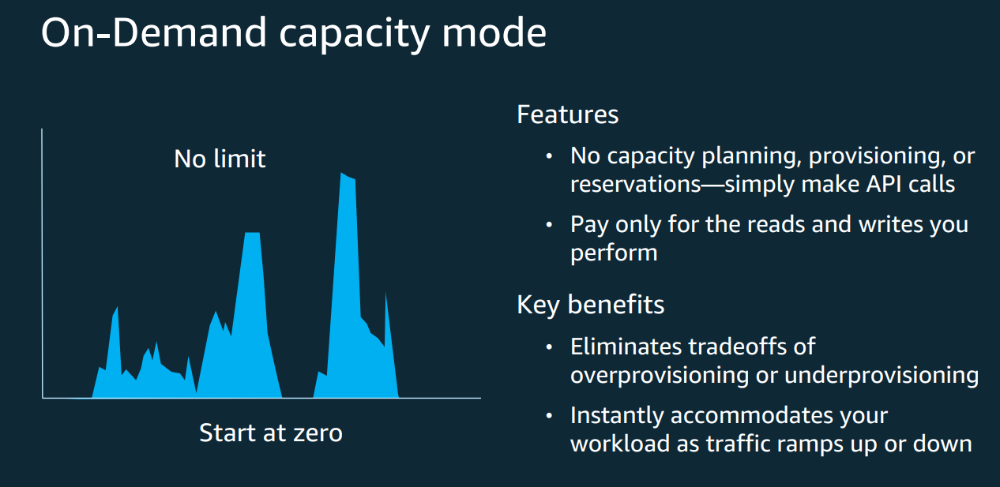 On-Demand capacity mode
No limit
Start at zero
Features
• No capacity planning, provisioning, or
reservations—simply make API calls
• Pay only for the reads and writes you
perform
Key benefits
• Eliminates tradeoffs of
overprovisioning or underprovisioning
• Instantly accommodates your
workload as traffic ramps up or down